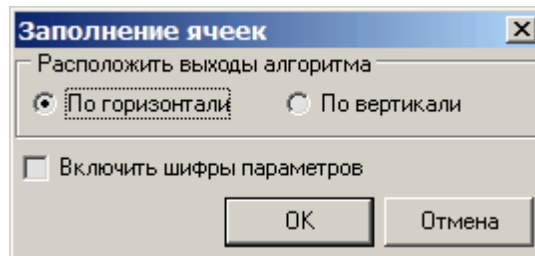 Заполнение ячеек
Расположить выходы алгоритма
По горизонтали По вертикали
Включить шифры параметров
OK Отмена